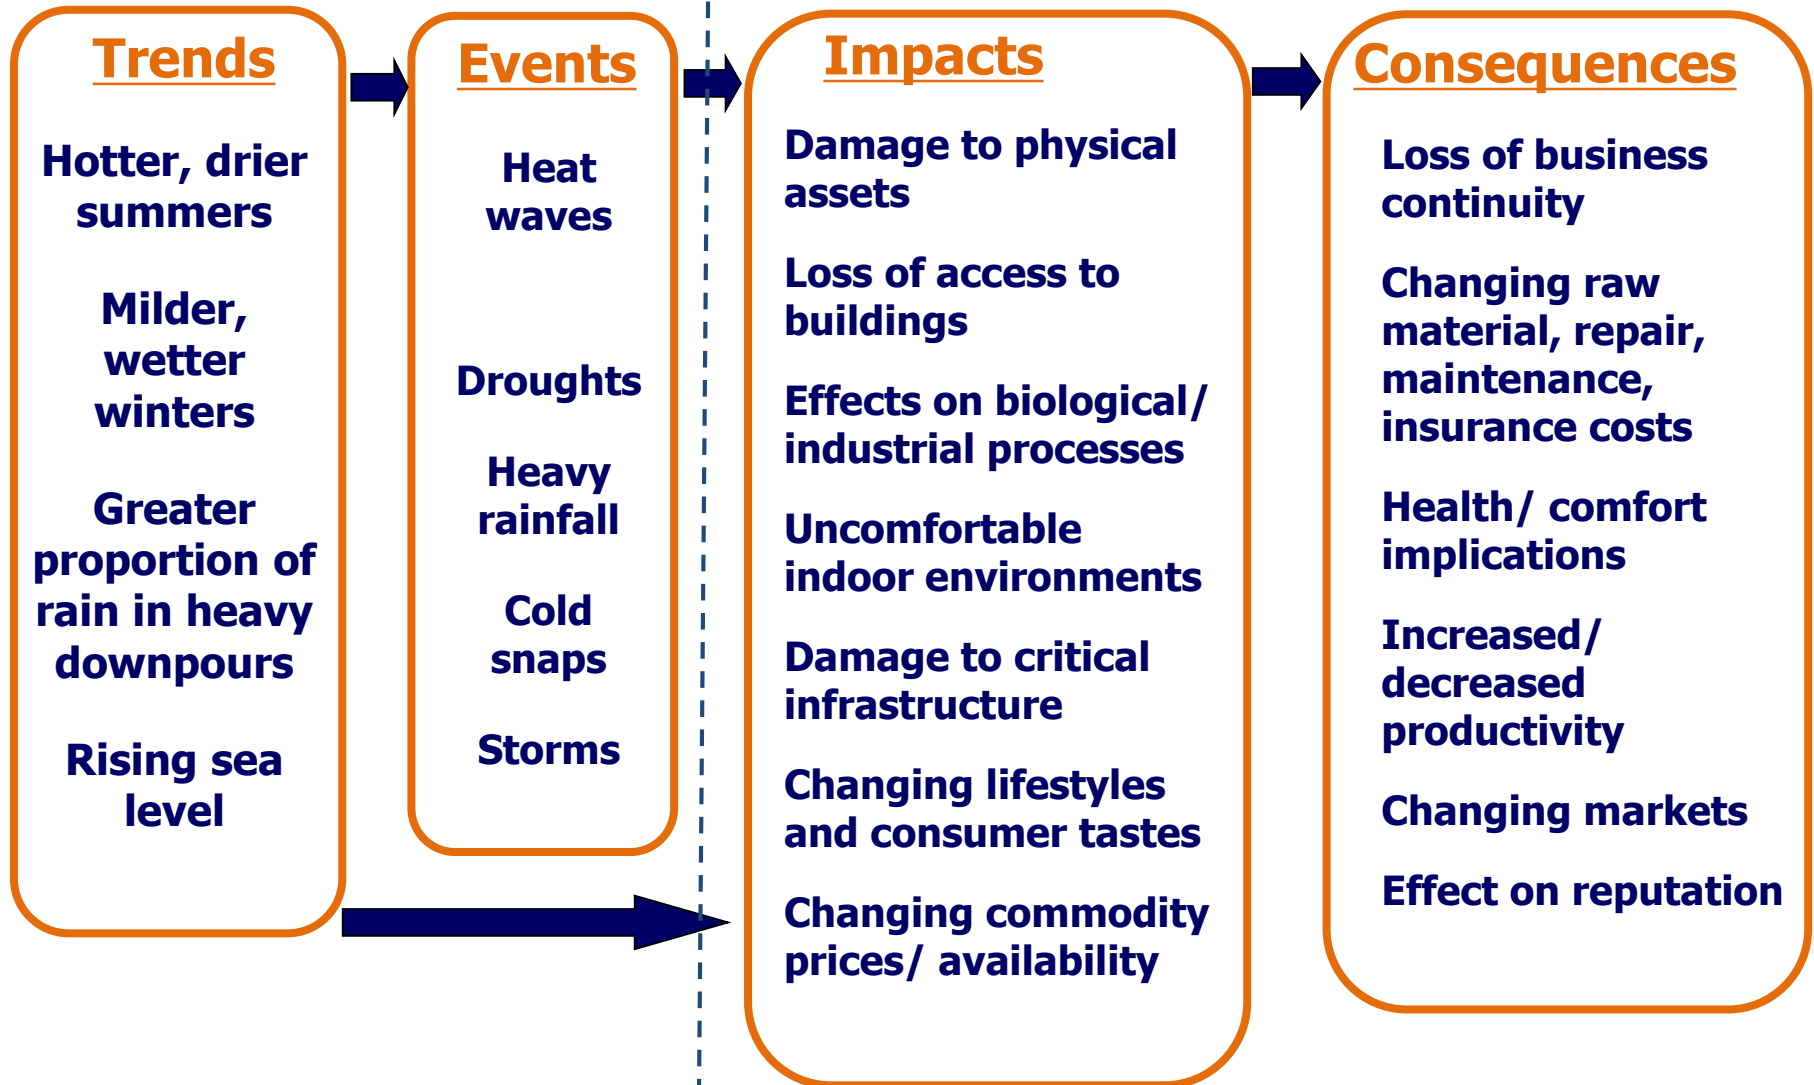 Trends
Hotter, drier
summers
Milder,
wetter
winters
Greater
proportion of
rain in heavy
downpours
Rising sea
level
Events
Heat
waves
Droughts
Heavy
rainfall
Cold
snaps
Storms
Impacts
Damage to physical
assets
Loss of access to
buildings
Effects on biological/
industrial processes
Uncomfortable
indoor environments
Damage to critical
infrastructure
Changing lifestyles
and consumer tastes
Changing commodity
prices/ availability
Consequences
Loss of business
continuity
Changing raw
material, repair,
maintenance,
insurance costs
Health/ comfort
implications
Increased/
decreased
productivity
Changing markets
Effect on reputation